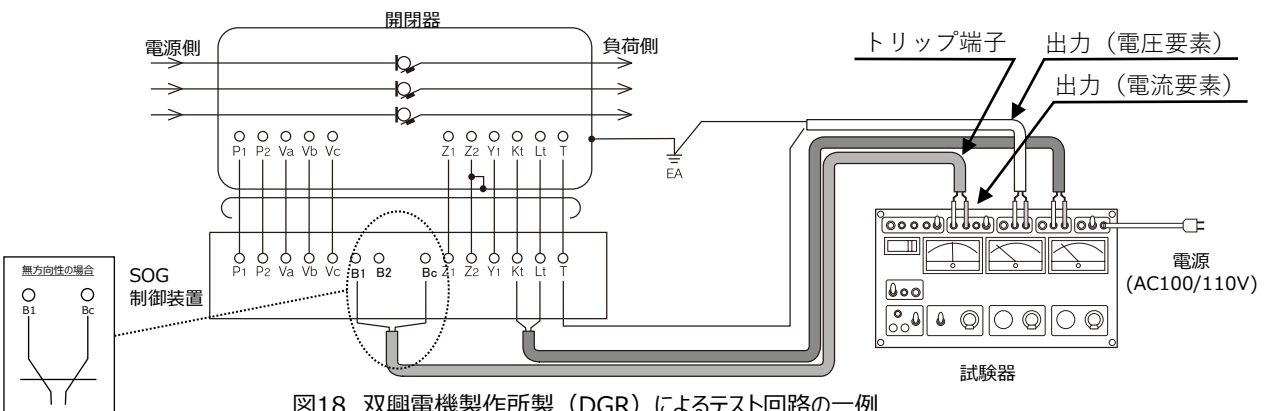 開閉器
電源側
負荷側
トリップ端子
出力（電圧要素）
出力（電流要素）
P1 P2 Va Vb Vc Z1 Z2 Y1 Kt Lt T
EA
P1 P2 Va Vb Vc B1 B2 Bc Z1 Z2 Y1 Kt Lt T
SOG
制御装置
無方向性の場合
B1 Bc
電源
(AC100/110V)
試験器
図18 双興電機製作所製（DGR）によるテスト回路の一例